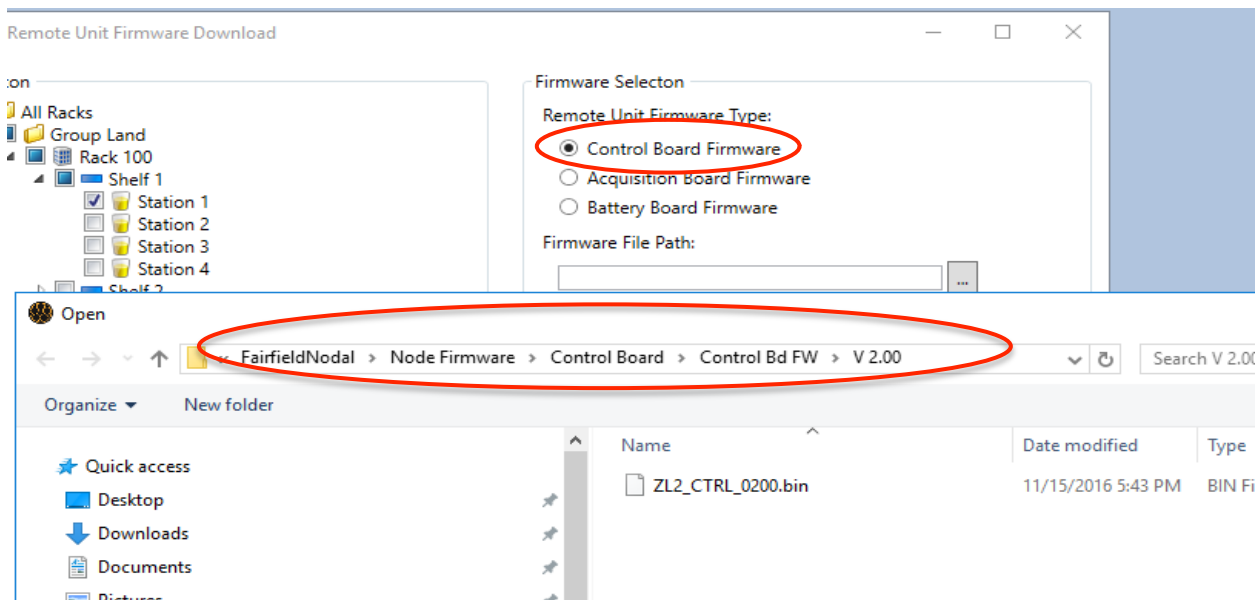 Remote Unit Firmware Download
Firmware Selecton
All Racks
Group Land
Rack 100
Shelf 1
Station 1
Station 2
Station 3
Station 4
Shelf 2
Remote Unit Firmware Type:
Control Board Firmware
Acquisition Board Firmware
Battery Board Firmware
Firmware File Path:
...
Open
« FairfieldNodal > Node Firmware > Control Board > Control Bd FW > V 2.00
Search V 2.00
Organize
New folder
Name
Date modified
Type
Quick access
Desktop
Downloads
Documents
Pictures
ZL2_CTRL_0200.bin
11/15/2016 5:43 PM
BIN Fi